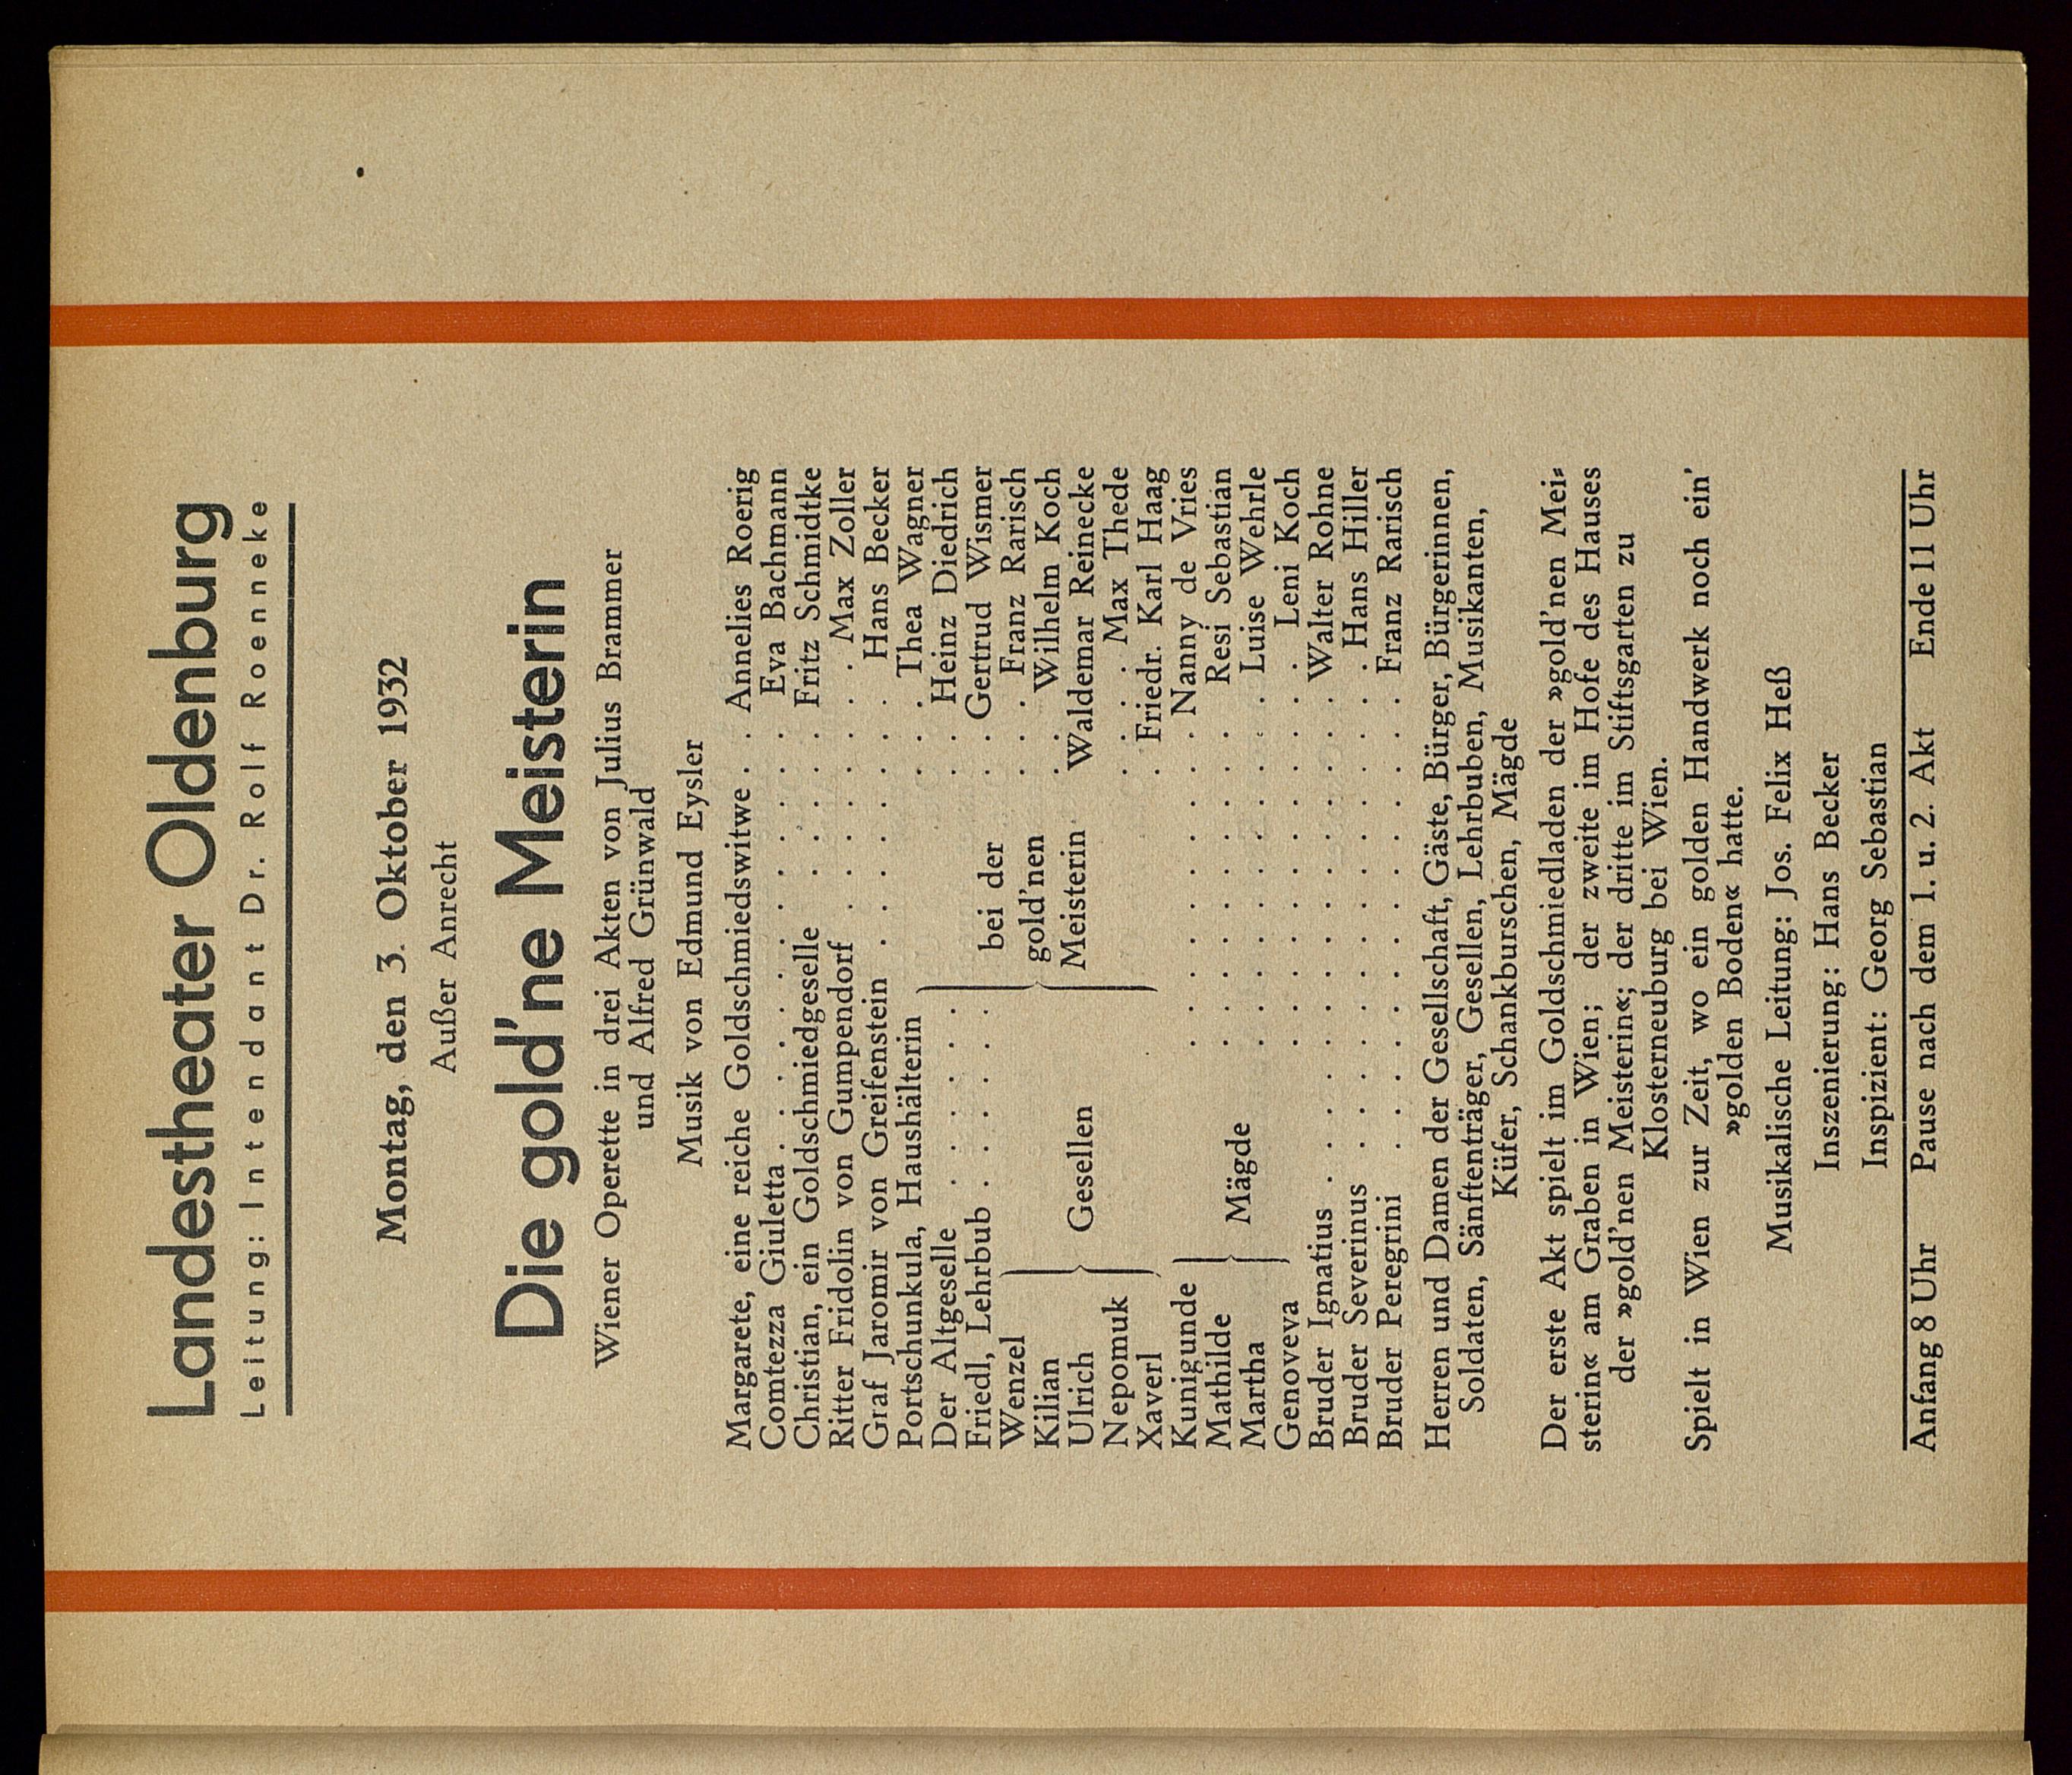 Landestheater Oldenburg
Leitung: Intendant Dr. Rolf Roenneke
Montag, den 3. Oktober 1932
Außer Anrecht
Die gold'ne Meisterin
Wiener Operette in drei Akten von Julius Brammer
und Alfred Grünwald
Musik von Edmund Eysler
Margarete, eine reiche Goldschmiedswitwe . . Annelies Roerig
Comtezza Giuletta . . . . . . . . . . Eva Bachmann
Christian, ein Goldschmiedgeselle . . . . . Fritz Schmidtke
Ritter Fridolin von Gumpendorf . . . . . . Max Zoller
Graf Jaromir von Greifenstein . . . . . . Hans Becker
Portschunkula, Haushälterin . . . Thea Wagner
Der Altgeselle . . . . . . Heinz Diedrich
Friedl, Lehrbub . . . . . bei der . . Gertrud Wismer
Wenzel . . . Franz Rarisch
Kilian gold'nen . . Wilhelm Koch
Ulrich Gesellen Meisterin Waldemar Reinecke
Nepomuk . . . . Max Thede
Xaverl . Friedr. Karl Haag
Kunigunde . . . . . . . . Nanny de Vries
Mathilde Mägde . . . . . . . . Resi Sebastian
Martha . . . . . . . . . Luise Wehrle
Genoveva . . . . . . . . . . Leni Koch
Bruder Ignatius . . . . . . . . . . . Walter Rohne
Bruder Severinus . . . . . . . . . . . Hans Hiller
Bruder Peregrini . . . . . . . . . . . Franz Rarisch
Herren und Damen der Gesellschaft, Gäste, Bürger, Bürgerinnen,
Soldaten, Sänftenträger, Gesellen, Lehrbuben, Musikanten,
Küfer, Schankburschen, Mägde
Der erste Akt spielt im Goldschmiedladen der »gold'nen Mei-
sterin« am Graben in Wien; der zweite im Hofe des Hauses
der »gold'nen Meisterin«; der dritte im Stiftsgarten zu
Klosterneuburg bei Wien.
Spielt in Wien zur Zeit, wo ein golden Handwerk noch ein'
»golden Boden« hatte.
Musikalische Leitung: Jos. Felix Heß
Inszenierung: Hans Becker
Inspizient: Georg Sebastian
Anfang 8 Uhr Pause nach dem 1. u. 2. Akt Ende 11 Uhr